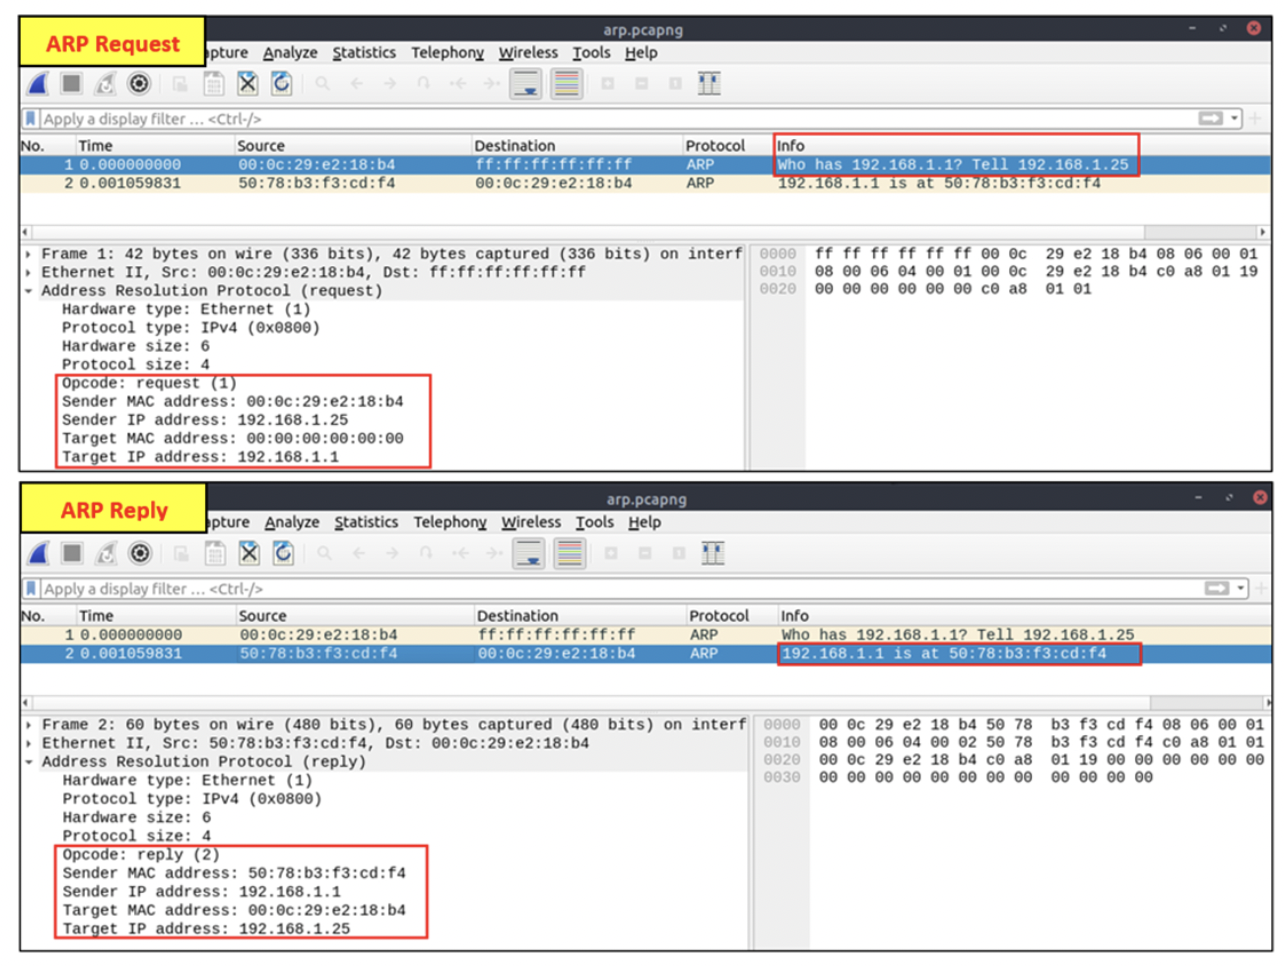 ARP Request
arp.pcapng
apture Analyze Statistics Telephony Wireless Tools Help
Apply a display filter ... <Ctrl-/>
No. Time Source Destination Protocol Info
1 0.000000000 00:0c:29:e2:18:b4 ff:ff:ff:ff:ff:ff ARP Who has 192.168.1.1? Tell 192.168.1.25
2 0.001059831 50:78:b3:f3:cd:f4 00:0c:29:e2:18:b4 ARP 192.168.1.1 is at 50:78:b3:f3:cd:f4
Frame 1: 42 bytes on wire (336 bits), 42 bytes captured (336 bits) on interf
Ethernet II, Src: 00:0c:29:e2:18:b4, Dst: ff:ff:ff:ff:ff:ff
Address Resolution Protocol (request)
Hardware type: Ethernet (1)
Protocol type: IPv4 (0x0800)
Hardware size: 6
Protocol size: 4
Opcode: request (1)
Sender MAC address: 00:0c:29:e2:18:b4
Sender IP address: 192.168.1.25
Target MAC address: 00:00:00:00:00:00
Target IP address: 192.168.1.1
0000 ff ff ff ff ff ff 00 0c 29 e2 18 b4 08 06 00 01
0010 08 00 06 04 00 01 00 0c 29 e2 18 b4 c0 a8 01 19
0020 00 00 00 00 00 00 c0 a8 01 01
ARP Reply
arp.pcapng
apture Analyze Statistics Telephony Wireless Tools Help
Apply a display filter ... <Ctrl-/>
No. Time Source Destination Protocol Info
1 0.000000000 00:0c:29:e2:18:b4 ff:ff:ff:ff:ff:ff ARP Who has 192.168.1.1? Tell 192.168.1.25
2 0.001059831 50:78:b3:f3:cd:f4 00:0c:29:e2:18:b4 ARP 192.168.1.1 is at 50:78:b3:f3:cd:f4
Frame 2: 60 bytes on wire (480 bits), 60 bytes captured (480 bits) on interf
Ethernet II, Src: 50:78:b3:f3:cd:f4, Dst: 00:0c:29:e2:18:b4
Address Resolution Protocol (reply)
Hardware type: Ethernet (1)
Protocol type: IPv4 (0x0800)
Hardware size: 6
Protocol size: 4
Opcode: reply (2)
Sender MAC address: 50:78:b3:f3:cd:f4
Sender IP address: 192.168.1.1
Target MAC address: 00:0c:29:e2:18:b4
Target IP address: 192.168.1.25
0000 00 0c 29 e2 18 b4 50 78 b3 f3 cd f4 08 06 00 01
0010 08 00 06 04 00 02 50 78 b3 f3 cd f4 c0 a8 01 01
0020 00 0c 29 e2 18 b4 c0 a8 01 19 00 00 00 00 00 00
0030 00 00 00 00 00 00 00 00 00 00 00 00